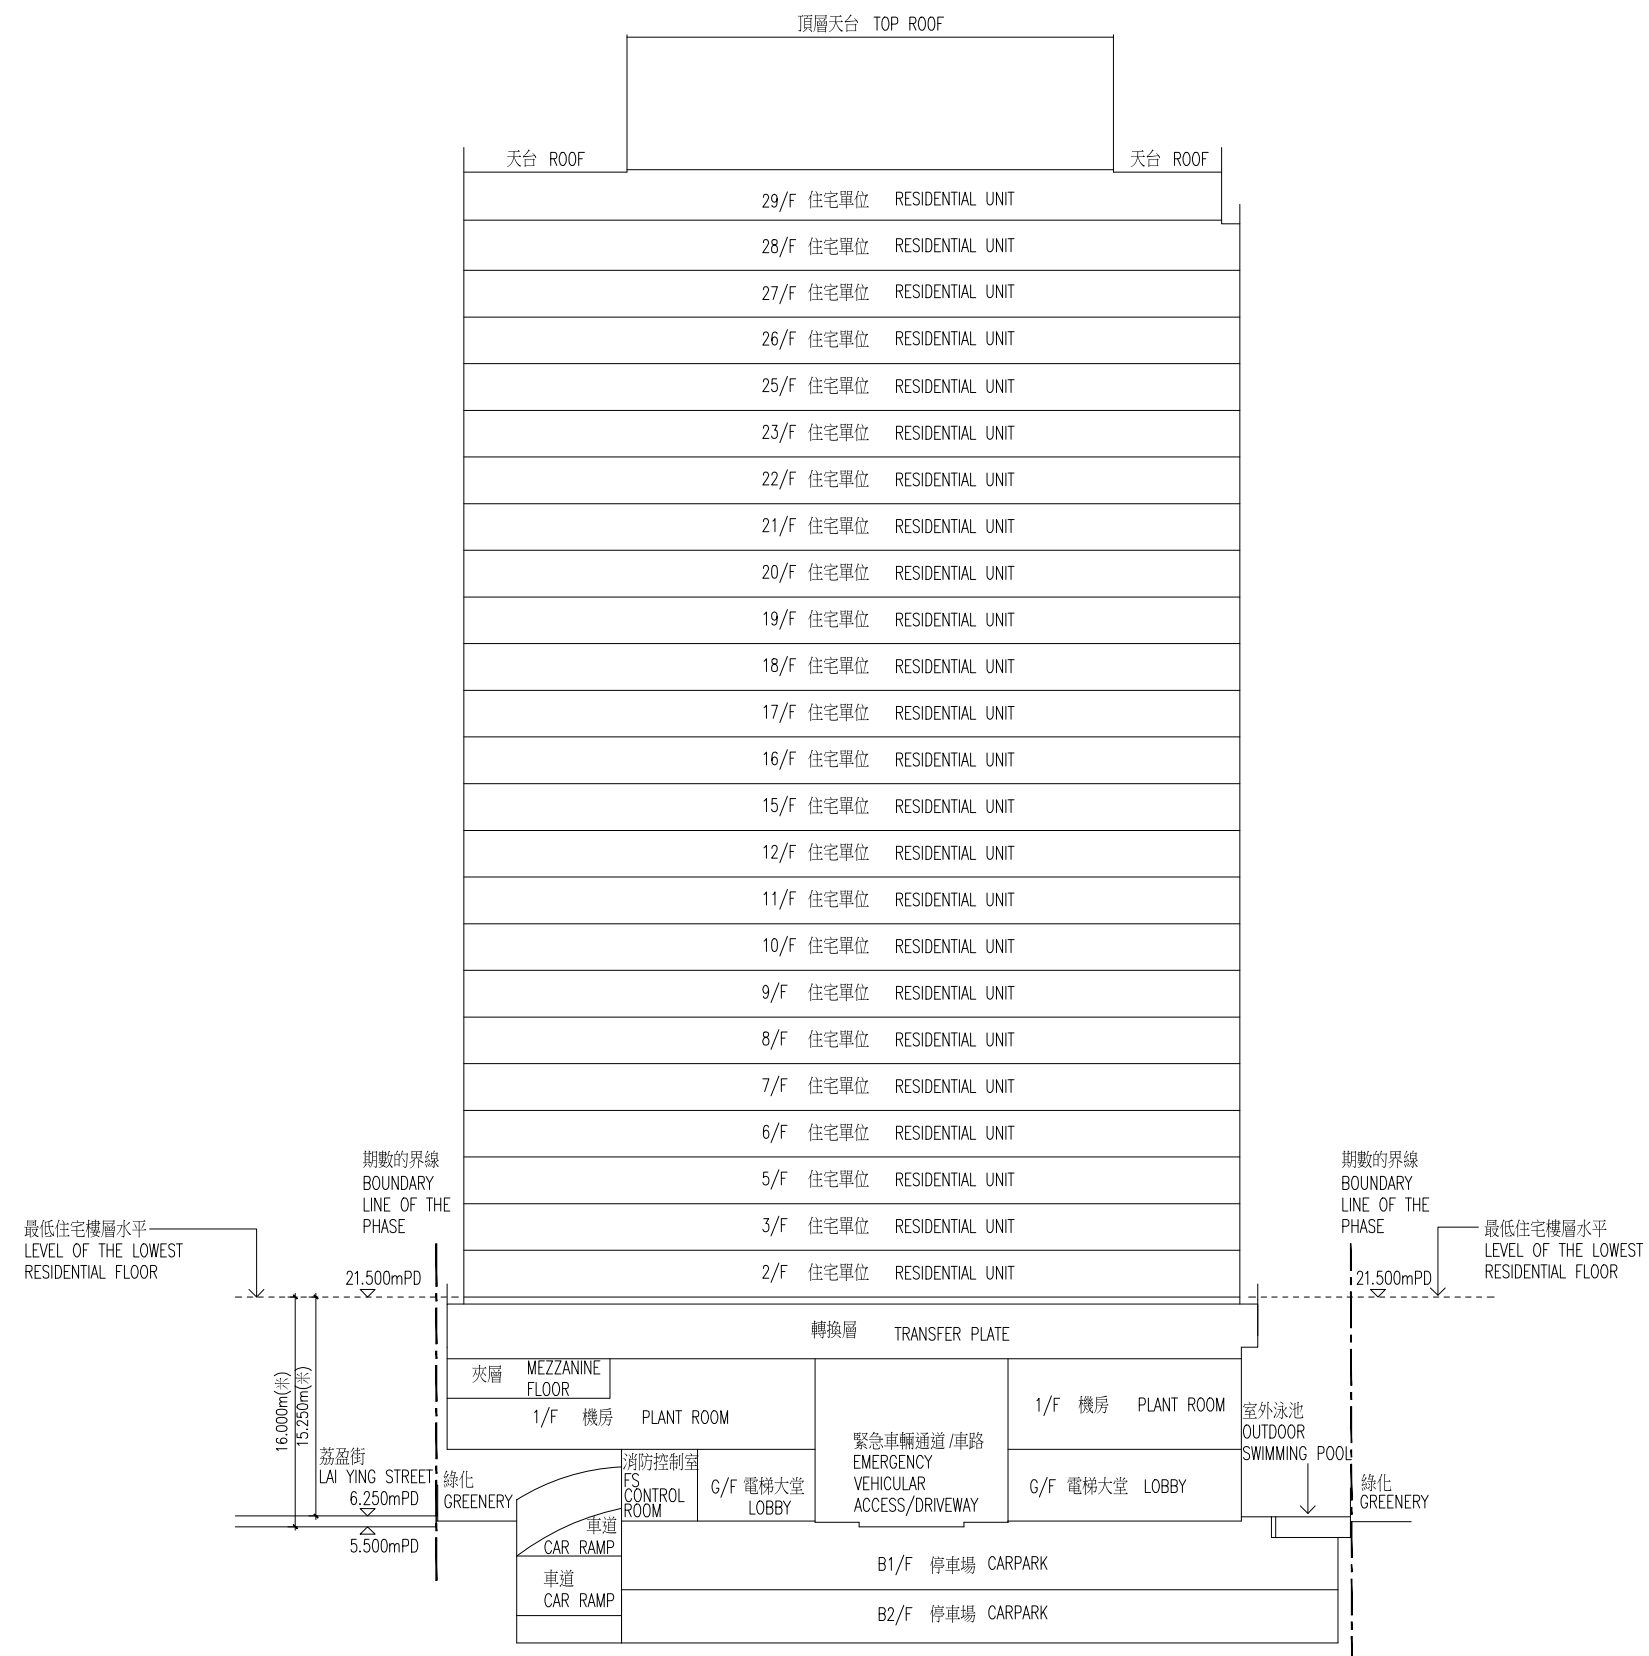 頂層天台 TOP ROOF
天台 ROOF
天台 ROOF
29/F 住宅單位 RESIDENTIAL UNIT
28/F 住宅單位 RESIDENTIAL UNIT
27/F 住宅單位 RESIDENTIAL UNIT
26/F 住宅單位 RESIDENTIAL UNIT
25/F 住宅單位 RESIDENTIAL UNIT
23/F 住宅單位 RESIDENTIAL UNIT
22/F 住宅單位 RESIDENTIAL UNIT
21/F 住宅單位 RESIDENTIAL UNIT
20/F 住宅單位 RESIDENTIAL UNIT
19/F 住宅單位 RESIDENTIAL UNIT
18/F 住宅單位 RESIDENTIAL UNIT
17/F 住宅單位 RESIDENTIAL UNIT
16/F 住宅單位 RESIDENTIAL UNIT
15/F 住宅單位 RESIDENTIAL UNIT
12/F 住宅單位 RESIDENTIAL UNIT
11/F 住宅單位 RESIDENTIAL UNIT
10/F 住宅單位 RESIDENTIAL UNIT
9/F 住宅單位 RESIDENTIAL UNIT
8/F 住宅單位 RESIDENTIAL UNIT
7/F 住宅單位 RESIDENTIAL UNIT
6/F 住宅單位 RESIDENTIAL UNIT
5/F 住宅單位 RESIDENTIAL UNIT
3/F 住宅單位 RESIDENTIAL UNIT
2/F 住宅單位 RESIDENTIAL UNIT
期數的界線
BOUNDARY
LINE OF THE
PHASE
期數的界線
BOUNDARY
LINE OF THE
PHASE
最低住宅樓層水平
LEVEL OF THE LOWEST
RESIDENTIAL FLOOR
最低住宅樓層水平
LEVEL OF THE LOWEST
RESIDENTIAL FLOOR
21.500mPD
21.500mPD
轉換層 TRANSFER PLATE
夾層 MEZZANINE
FLOOR
1/F 機房 PLANT ROOM
1/F 機房 PLANT ROOM
16.000m(米)
15.250m(米)
荔盈街
LAI YING STREET
6.250mPD
5.500mPD
綠化
GREENERY
消防控制室
FS
CONTROL
ROOM
G/F 電梯大堂
LOBBY
緊急車輛通道/車路
EMERGENCY
VEHICULAR
ACCESS/DRIVEWAY
G/F 電梯大堂 LOBBY
室外泳池
OUTDOOR
SWIMMING POOL
綠化
GREENERY
車道
CAR RAMP
車道
CAR RAMP
B1/F 停車場 CARPARK
B2/F 停車場 CARPARK